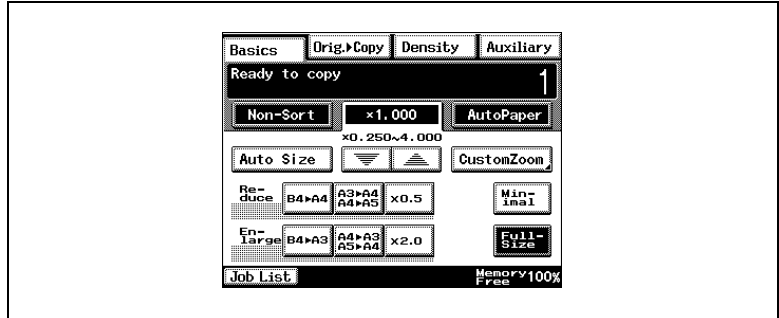 Basics Orig.▸Copy Density Auxiliary
Ready to copy 1
Non-Sort ×1.000 AutoPaper
×0.250~4.000
Auto Size CustomZoom
Re-
duce B4▸A4 A3▸A4
A4▸A5 ×0.5 Min-
imal
En-
large B4▸A3 A4▸A3
A5▸A4 ×2.0 Full-
Size
Job List Memory
Free 100%